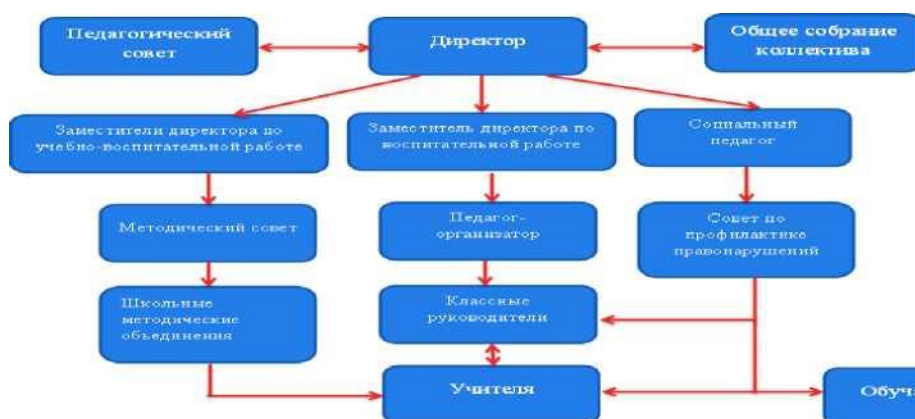 Педагогический
совет
Директор
Общее собрание
коллектива
Заместители директора по
учебно-воспитательной работе
Заместитель директора по
воспитательной работе
Социальный
педагог
Методический совет
Педагог-
организатор
Совет по
профилактике
правонарушений
Школьные
методические
объединения
Классные
руководители
Учителя
Обуч